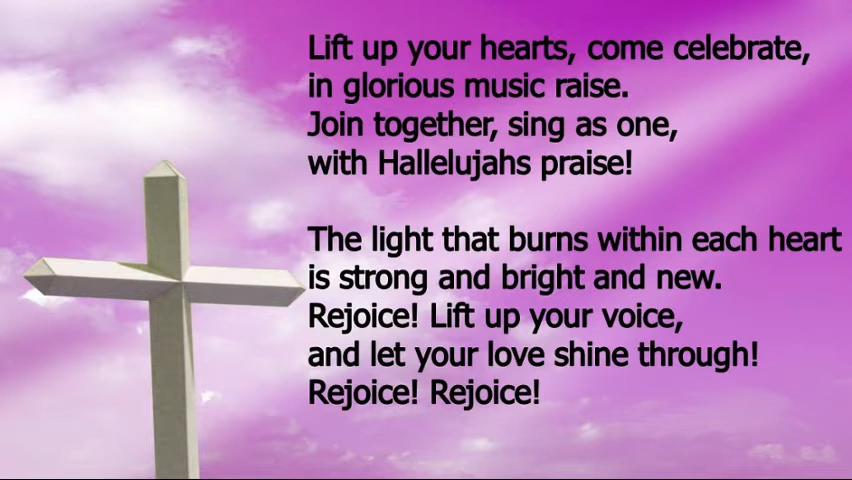 Lift up your hearts, come celebrate,
in glorious music raise.
Join together, sing as one,
with Hallelujahs praise!

The light that burns within each heart
is strong and bright and new.
Rejoice! Lift up your voice,
and let your love shine through!
Rejoice! Rejoice!